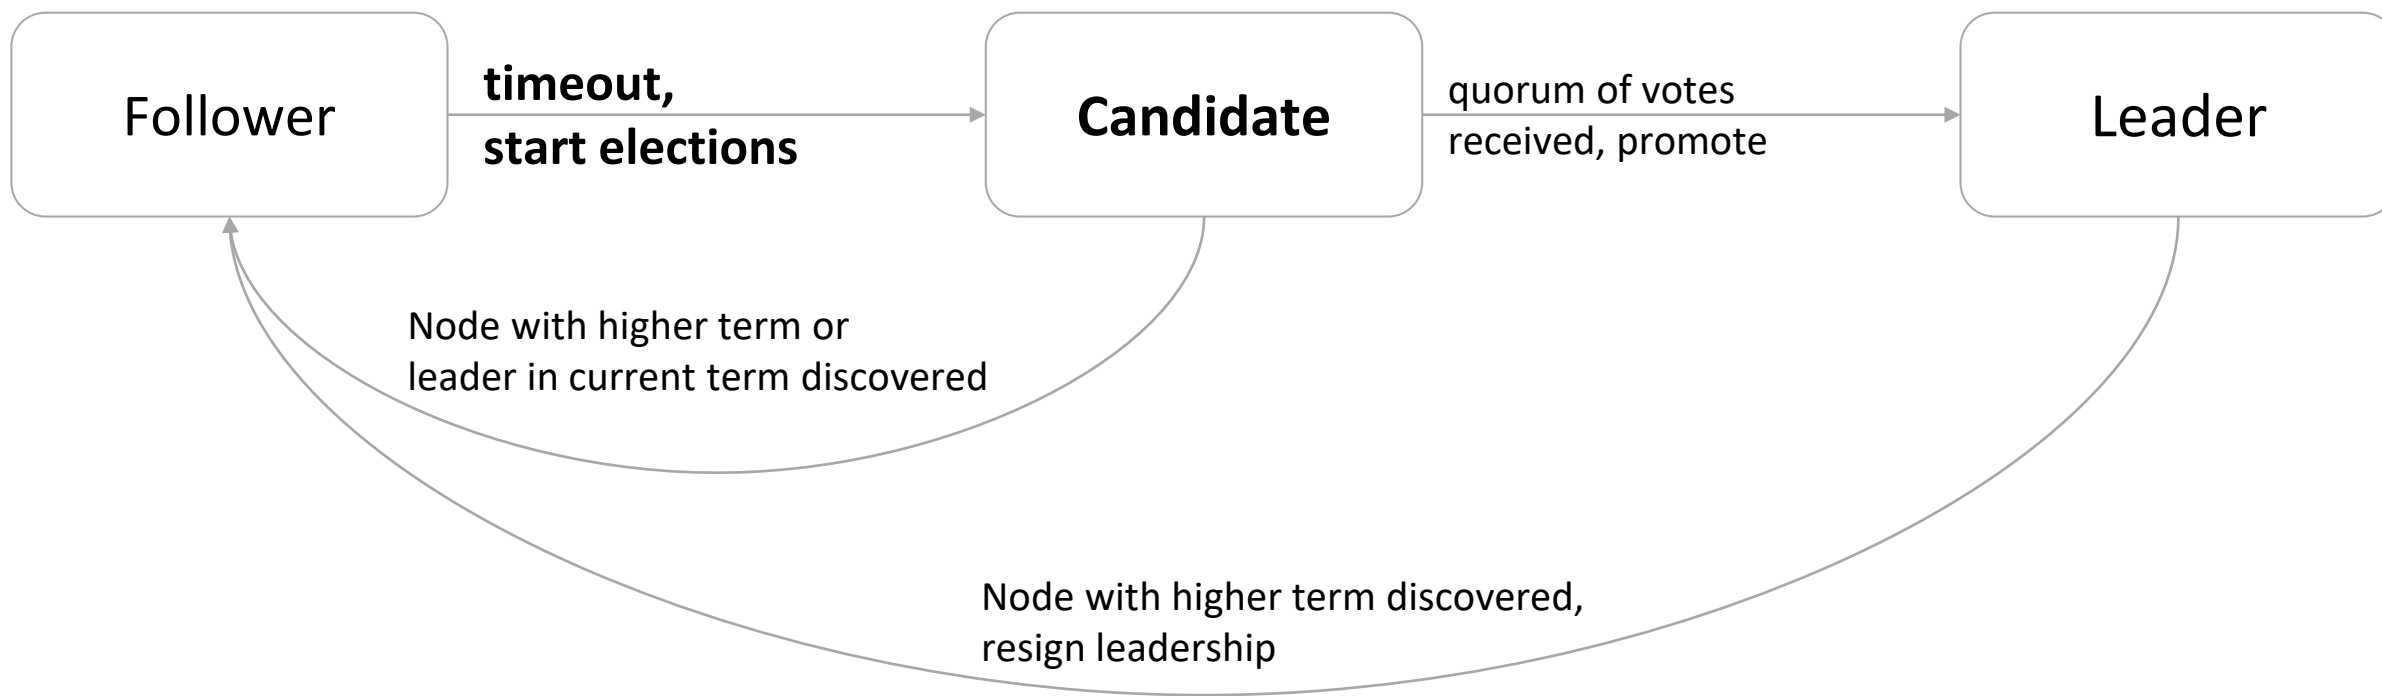 Follower
timeout,
start elections
Candidate
quorum of votes
received, promote
Leader
Node with higher term or
leader in current term discovered
Node with higher term discovered,
resign leadership